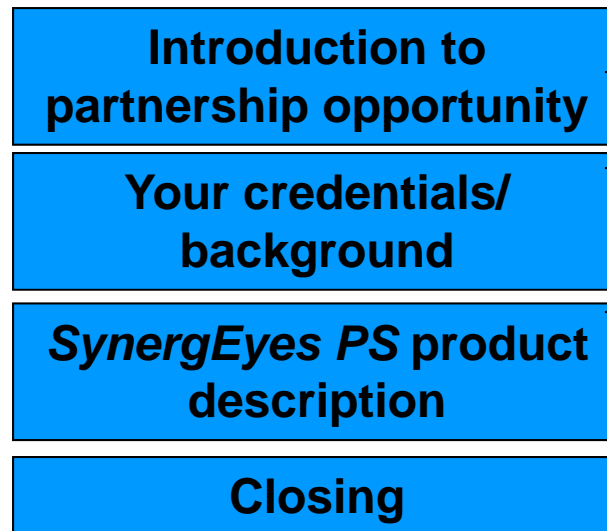 Introduction to
partnership opportunity
Your credentials/
background
SynergEyes PS product
description
Closing